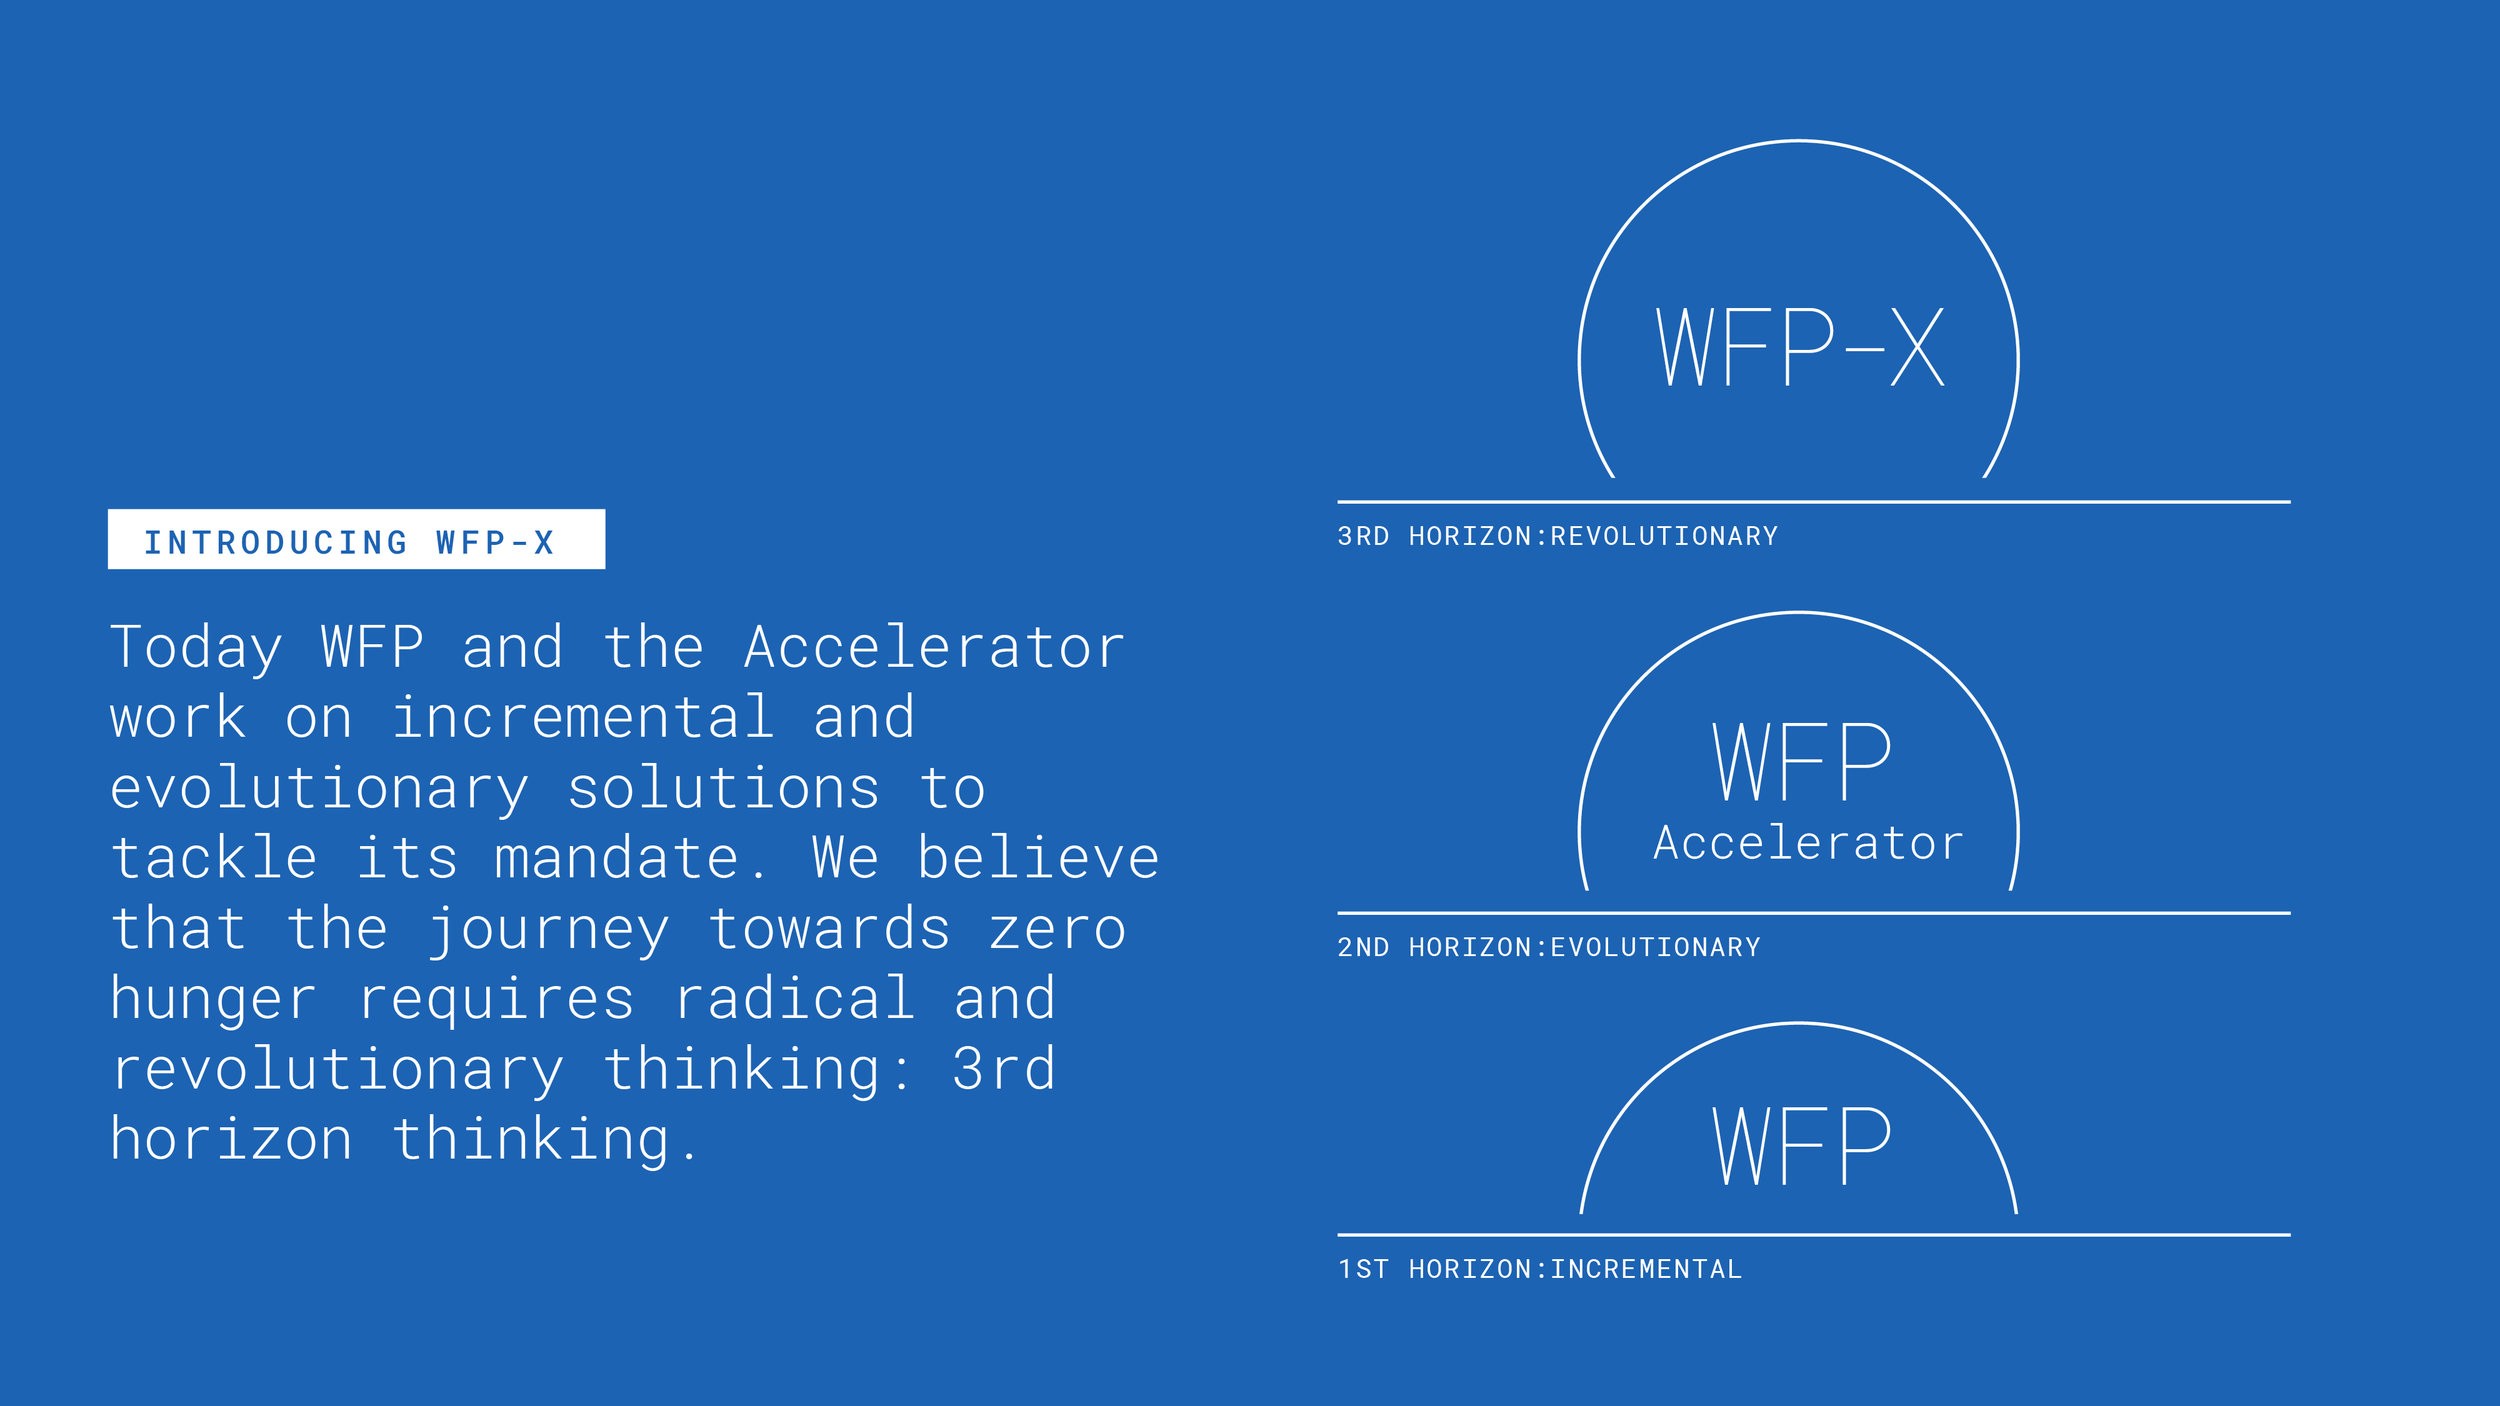 INTRODUCING WFP-X
Today WFP and the Accelerator
work on incremental and
evolutionary solutions to
tackle its mandate. We believe
that the journey towards zero
hunger requires radical and
revolutionary thinking: 3rd
horizon thinking.
WFP-X
3RD HORIZON:REVOLUTIONARY
WFP
Accelerator
2ND HORIZON:EVOLUTIONARY
WFP
1ST HORIZON:INCREMENTAL